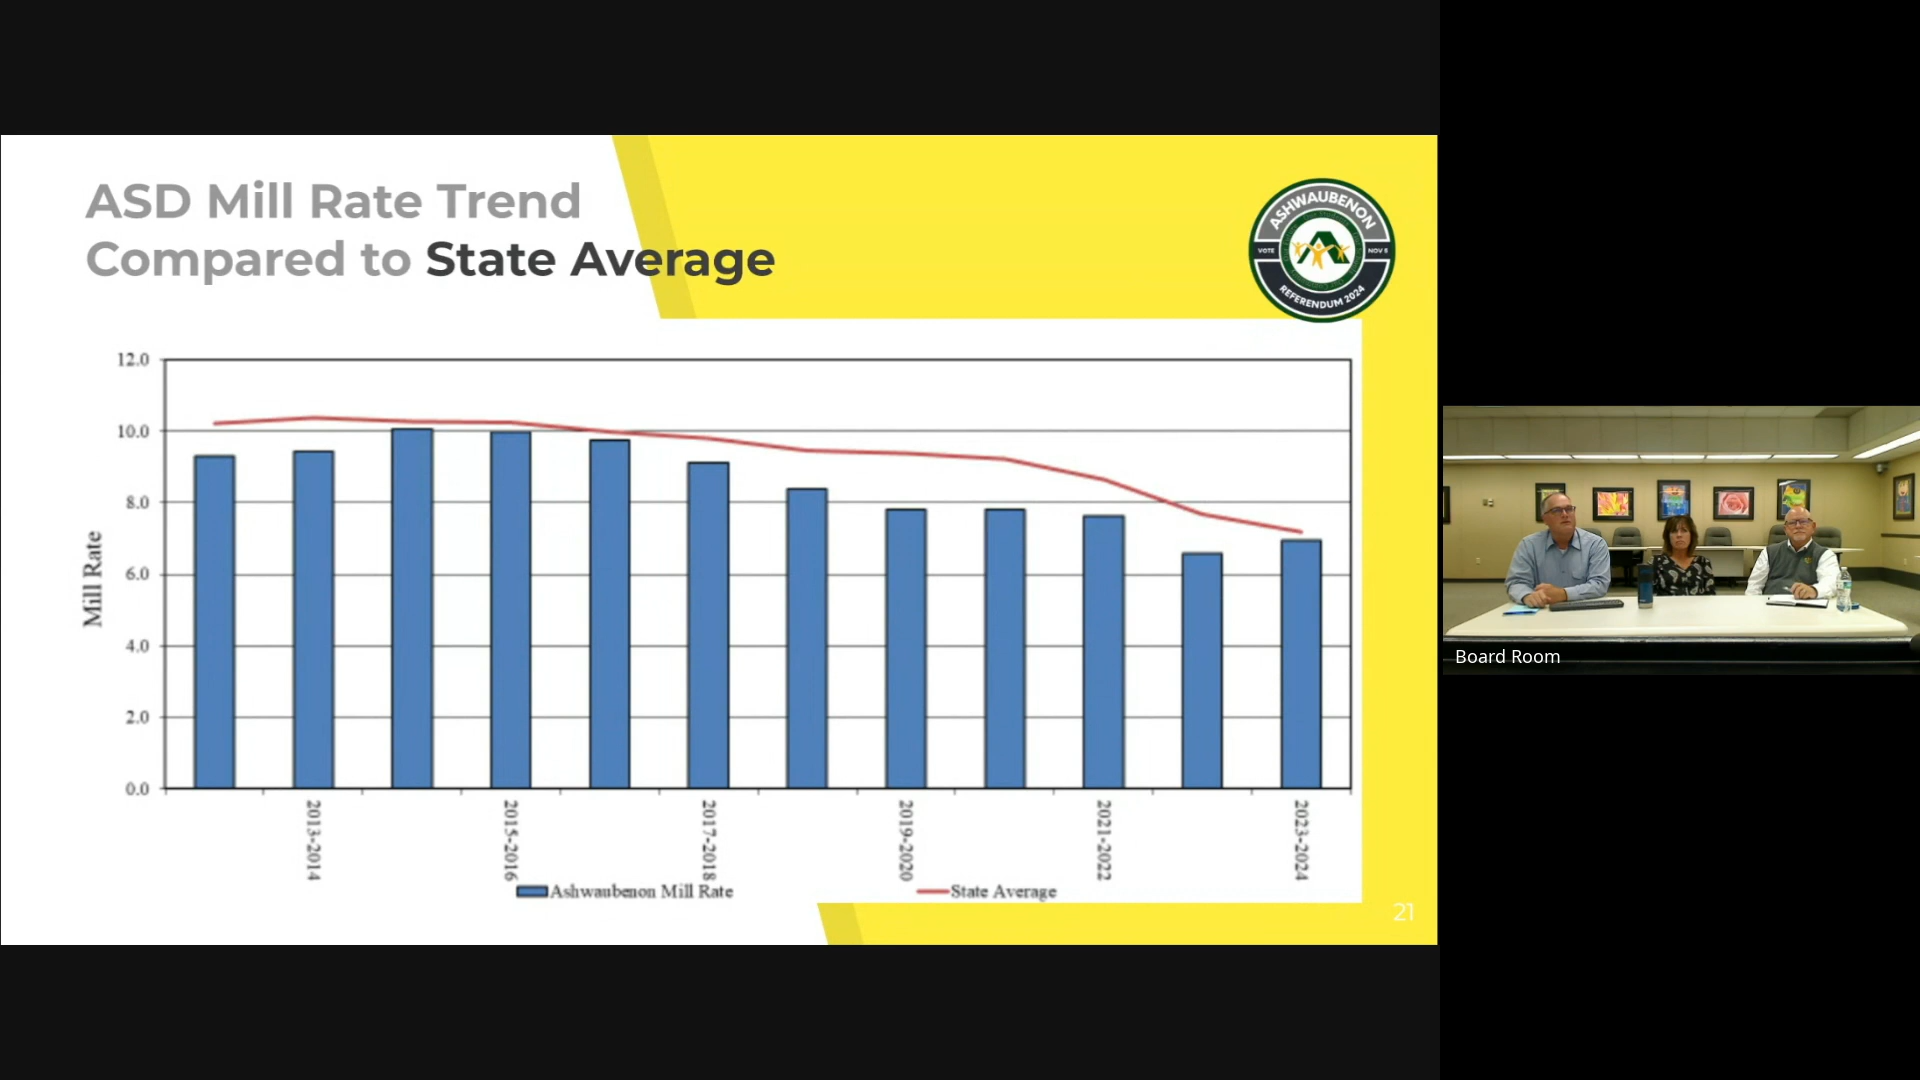 ASD Mill Rate Trend
Compared to State Average
ASHWAUBENON
VOTE
NOV 5
REFERENDUM 2024
12.0
10.0
8.0
6.0
4.0
2.0
0.0
Mill Rate
2013-2014
2015-2016
2017-2018
2019-2020
2021-2022
2023-2024
Ashwaubenon Mill Rate
State Average
21
Board Room